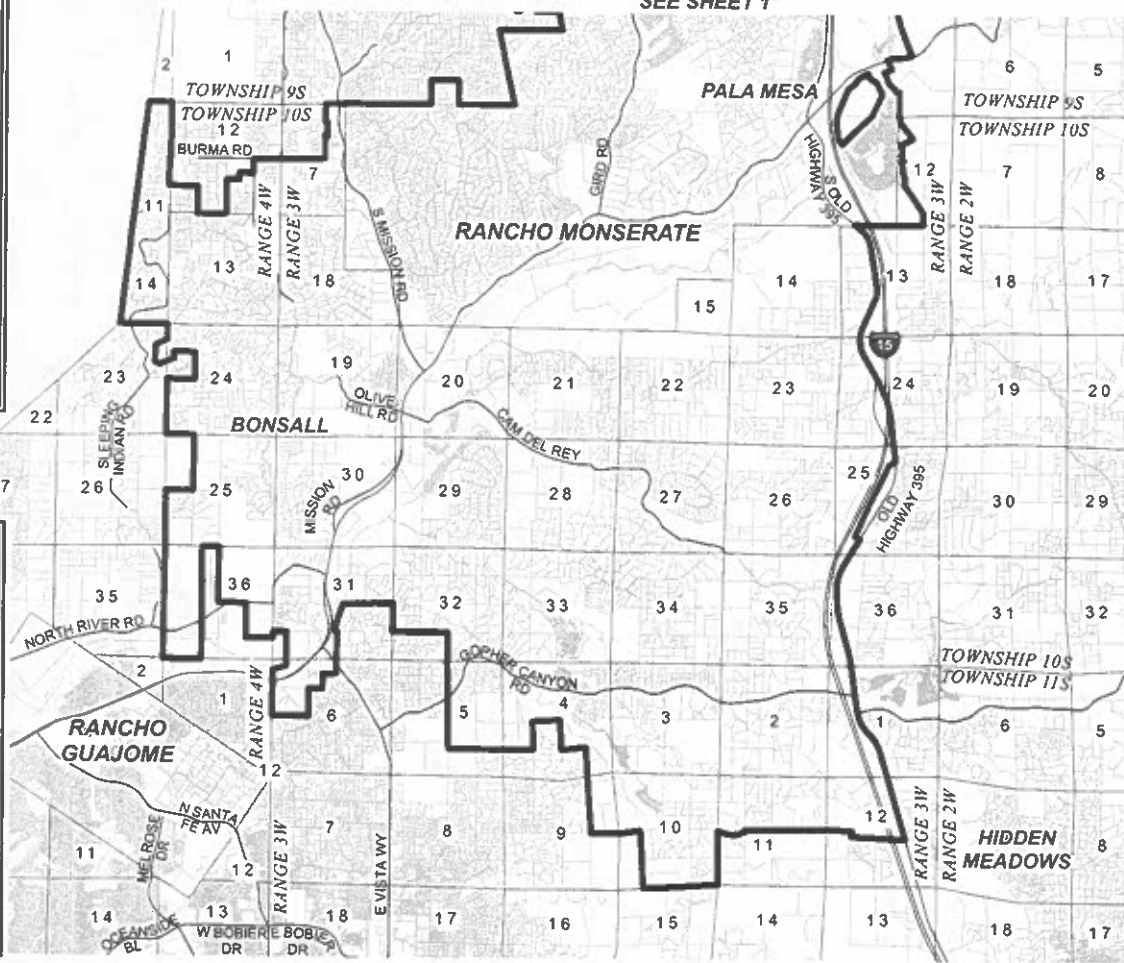 SEE SHEET 1"
2
1
TOWNSHIP 9S
TOWNSHIP 10S
12
BURMA RD
7
11
RANGE 4W
RANGE 3W
13
14
18
S MISSION RD
GIRD RD
RANCHO MONSERATE
PALA MESA
S OLD
HIGHWAY 395
6
5
TOWNSHIP 9S
TOWNSHIP 10S
12
7
8
RANGE 3W
RANGE 2W
14
13
15
18
17
15
23
24
19
20
21
22
23
24
19
20
22
OLIVE
HILL RD
BONSALL
CAM DEL REY
SLEEPING
INDIAN RD
7
26
25
30
MISSION
RD
29
28
27
26
25
OLD
HIGHWAY 395
30
29
35
36
31
32
33
34
35
36
31
32
NORTH RIVER RD
TOWNSHIP 10S
TOWNSHIP 11S
2
1
RANGE 4W
6
GOPHER CANYON
RD
5
4
3
2
1
6
5
RANCHO
GUAJOME
12
N SANTA
FE AV
MELROSE
DR
11
12
RANGE 3W
7
E VISTA WY
8
9
10
11
12
RANGE 3W
RANGE 2W
HIDDEN
MEADOWS
8
14
OCEANSIDE
BL
13
W BOBIER
DR
E BOBIER
DR
18
17
16
15
14
13
18
17